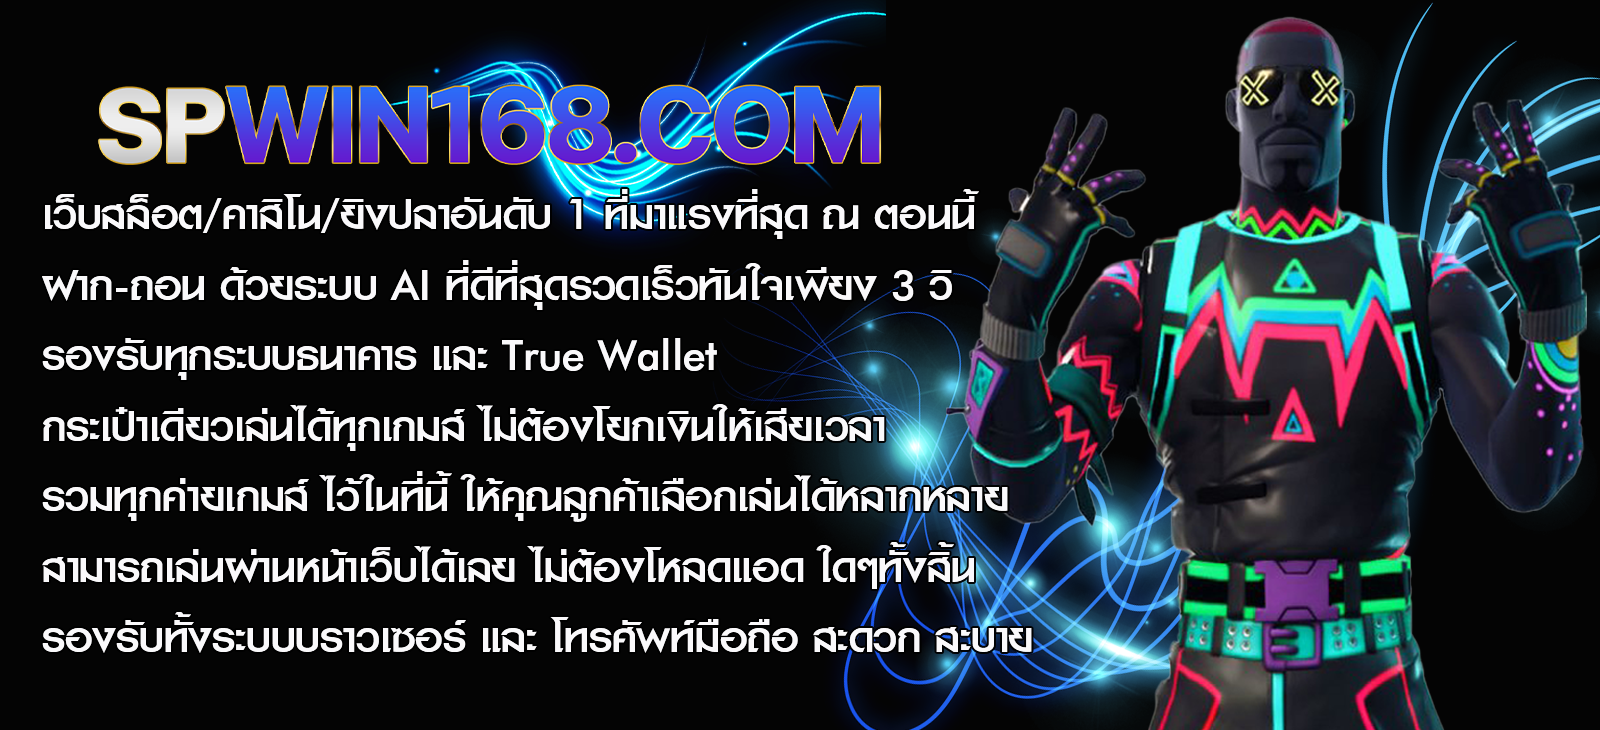 SPWIN168.COM
เว็บสล็อต/คาสิโน/ยิงปลาอันดับ 1 ที่มาแรงที่สุด ณ ตอนนี้
ฝาก-ถอน ด้วยระบบ AI ที่ดีที่สุดรวดเร็วทันใจเพียง 3 วิ
รองรับทุกระบบธนาคาร และ True Wallet
กระเป๋าเดียวเล่นได้ทุกเกมส์ ไม่ต้องโยกเงินให้เสียเวลา
รวมทุกค่ายเกมส์ ไว้ในที่นี้ ให้คุณลูกค้าเลือกเล่นได้หลากหลาย
สามารถเล่นผ่านหน้าเว็บได้เลย ไม่ต้องโหลดแอด ใดๆทั้งสิ้น
รองรับทั้งระบบบราวเซอร์ และ โทรศัพท์มือถือ สะดวก สะบาย